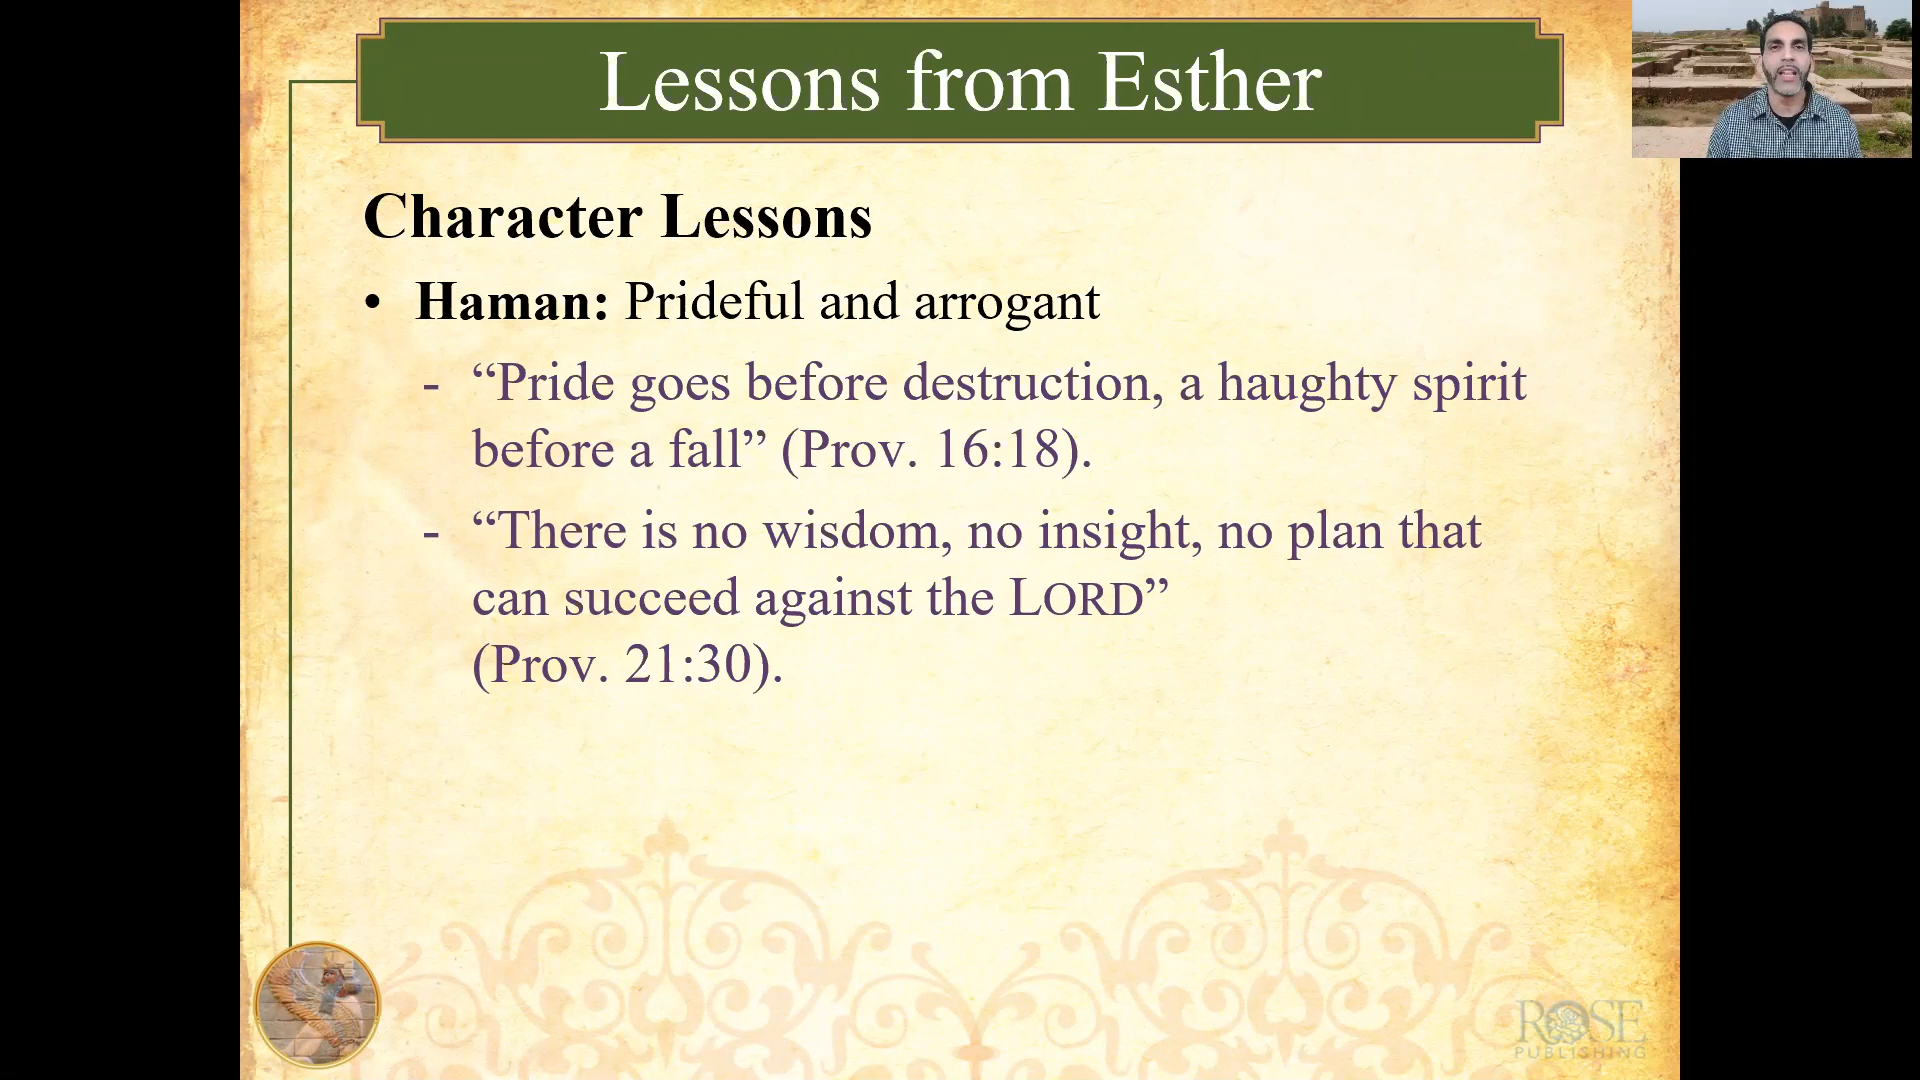 Lessons from Esther
Character Lessons
• Haman: Prideful and arrogant
- “Pride goes before destruction, a haughty spirit
before a fall” (Prov. 16:18).
- “There is no wisdom, no insight, no plan that
can succeed against the LORD”
(Prov. 21:30).
ROSE
PUBLISHING